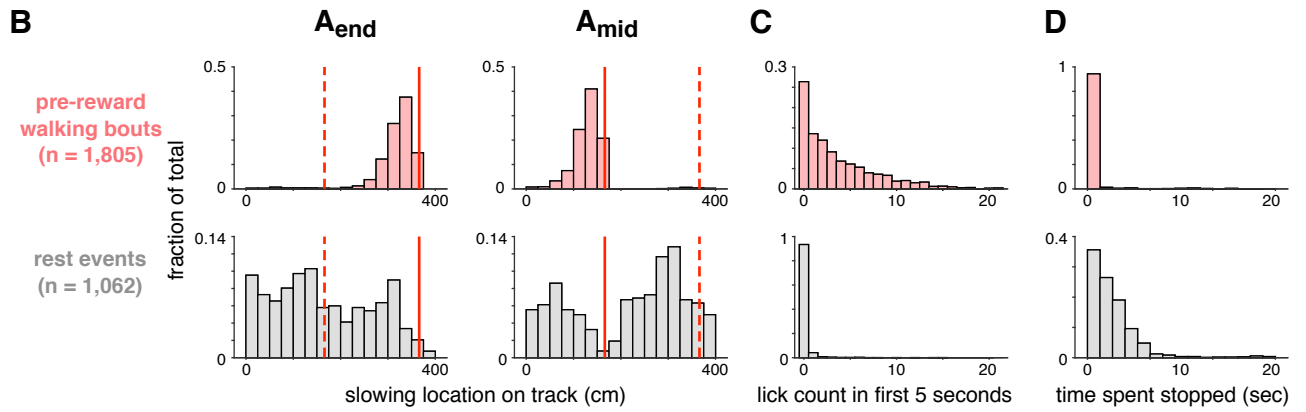 B
A_end
A_mid
C
D
pre-reward
walking bouts
(n = 1,805)
rest events
(n = 1,062)
fraction of total
0.5
0
0
400
0.5
0
0
400
0.3
0
0
10
20
1
0
0
10
20
0.14
0
0
400
0.14
0
0
400
1
0
0
10
20
0.4
0
0
10
20
slowing location on track (cm)
lick count in first 5 seconds
time spent stopped (sec)